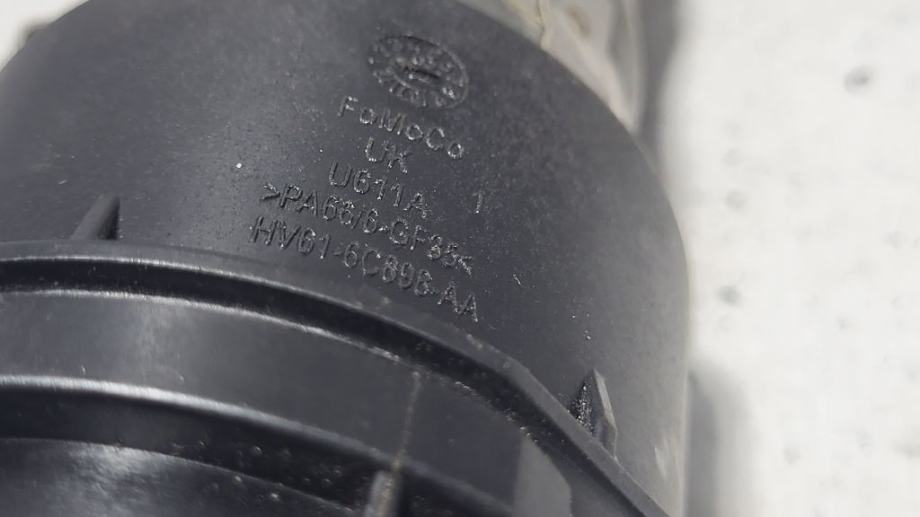 FoMoCo
UK
U611A 1
>PA66/6-GF35<
HV61-6C898-AA